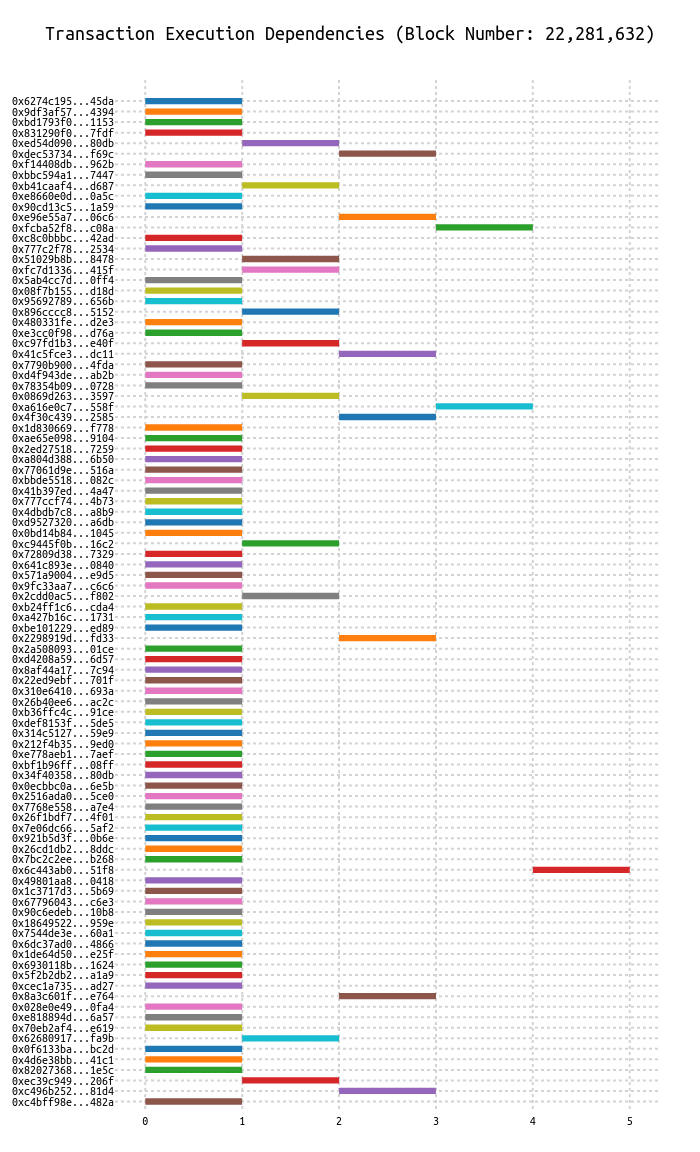 Transaction Execution Dependencies (Block Number: 22,281,632)
0x6274c195...45da
0x9df3af57...4394
0xbd1793f0...1153
0x831290f0...7fdf
0xed54d090...80db
0xdec53734...f69c
0xf14408db...962b
0xbbc594a1...7447
0xb41caaf4...d687
0xe8660e0d...0a5c
0x90cd13c5...1a59
0xe96e55a7...06c6
0xfcba52f8...c08a
0xc8c0bbbc...42ad
0x777c2f78...2534
0x51029b8b...8478
0xfc7d1336...415f
0x5ab4cc7d...0ff4
0x08f7b155...d18d
0x95692789...656b
0x896cccc8...5152
0x480331fe...d2e3
0xe3cc0f98...d76a
0xc97fd1b3...e40f
0x41c5fce3...dc11
0x7790b900...4fda
0xd4f943de...ab2b
0x78354b09...0728
0x0869d263...3597
0xa616e0c7...558f
0x4f30c439...2585
0x1d830669...f778
0xae65e098...9104
0x2ed27518...7259
0xa804d388...6b50
0x77061d9e...516a
0xbbde5518...082c
0x41b397ed...4a47
0x777ccf74...4b73
0x4dbdb7c8...a8b9
0xd9527320...a6db
0x0bd14b84...1045
0xc9445f0b...16c2
0x72809d38...7329
0x641c893e...0840
0x571a9004...e9d5
0x9fc33aa7...c6c6
0x2cdd0ac5...f802
0xb24ff1c6...cda4
0xa427b16c...1731
0xbe101229...ed89
0x2298919d...fd33
0x2a508093...01ce
0xd4208a59...6d57
0x8af44a17...7c94
0x22ed9ebf...701f
0x310e6410...693a
0x26b40ee6...ac2c
0xb36ffc4c...91ce
0xdef8153f...5de5
0x314c5127...59e9
0x212f4b35...9ed0
0xe778aeb1...7aef
0xbf1b96ff...08ff
0x34f40358...80db
0x0ecbbc0a...6e5b
0x2516ada0...5ce0
0x7768e558...a7e4
0x26f1bdf7...4f01
0x7e06dc66...5af2
0x921b5d3f...0b6e
0x26cd1db2...8ddc
0x7bc2c2ee...b268
0x6c443ab0...51f8
0x49801aa8...0418
0x1c3717d3...5b69
0x67796043...c6e3
0x90c6edeb...10b8
0x18649522...959e
0x7544de3e...60a1
0x6dc37ad0...4866
0x1de64d50...e25f
0x6930118b...1624
0x5f2b2db2...a1a9
0xcec1a735...ad27
0x8a3c601f...e764
0x028e0e49...0fa4
0xe818894d...6a57
0x70eb2af4...e619
0x62680917...fa9b
0x0f6133ba...bc2d
0x4d6e38bb...41c1
0x82027368...1e5c
0xec39c949...206f
0xc496b252...81d4
0xc4bff98e...482a
0 1 2 3 4 5